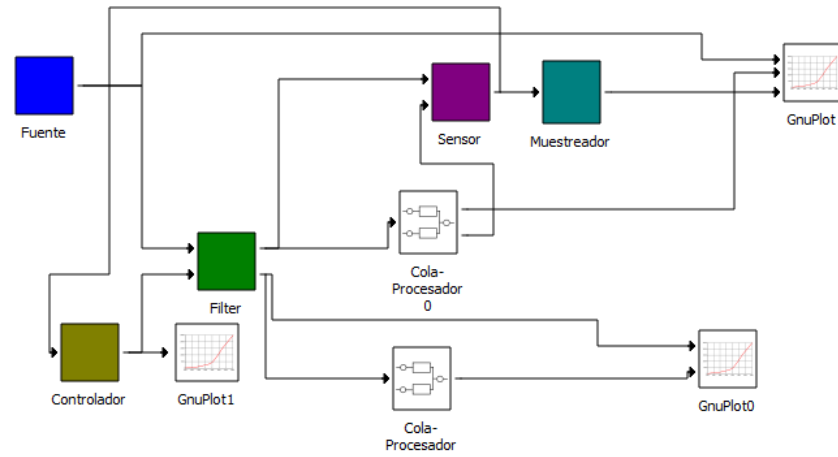 Fuente
Sensor
Muestreador
GnuPlot
Filter
Cola-
Procesador
0
Controlador
GnuPlot1
Cola-
Procesador
GnuPlot0